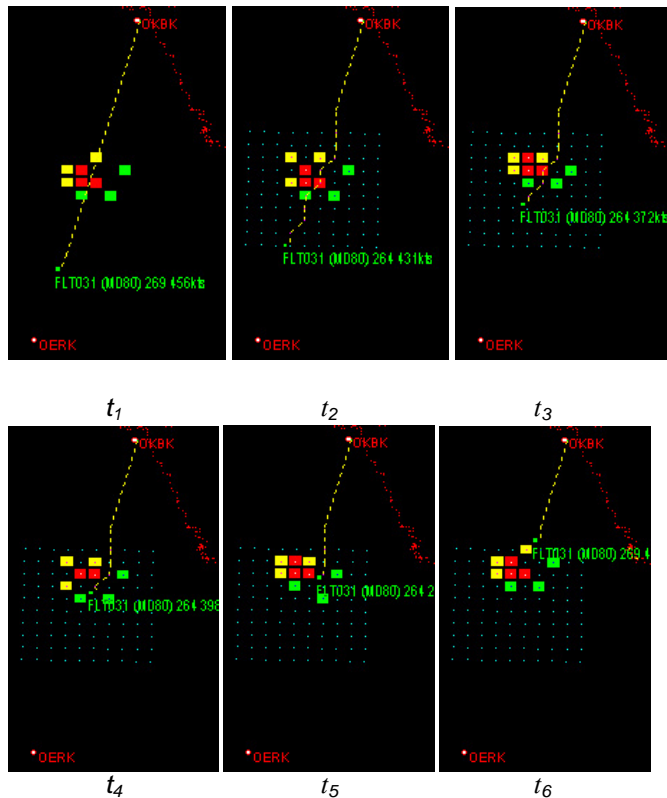 OKBK
OKBK
OKBK
FLT031 (MD80) 269 456kts
FLT031 (MD80) 264 431kts
FLT031 (MD80) 264 372kts
OERK
OERK
OERK
t1
t2
t3
OKBK
OKBK
OKBK
FLT031 (MD80) 264 398
FLT031 (MD80) 264 2
FLT031 (MD80) 269 4
OERK
OERK
OERK
t4
t5
t6